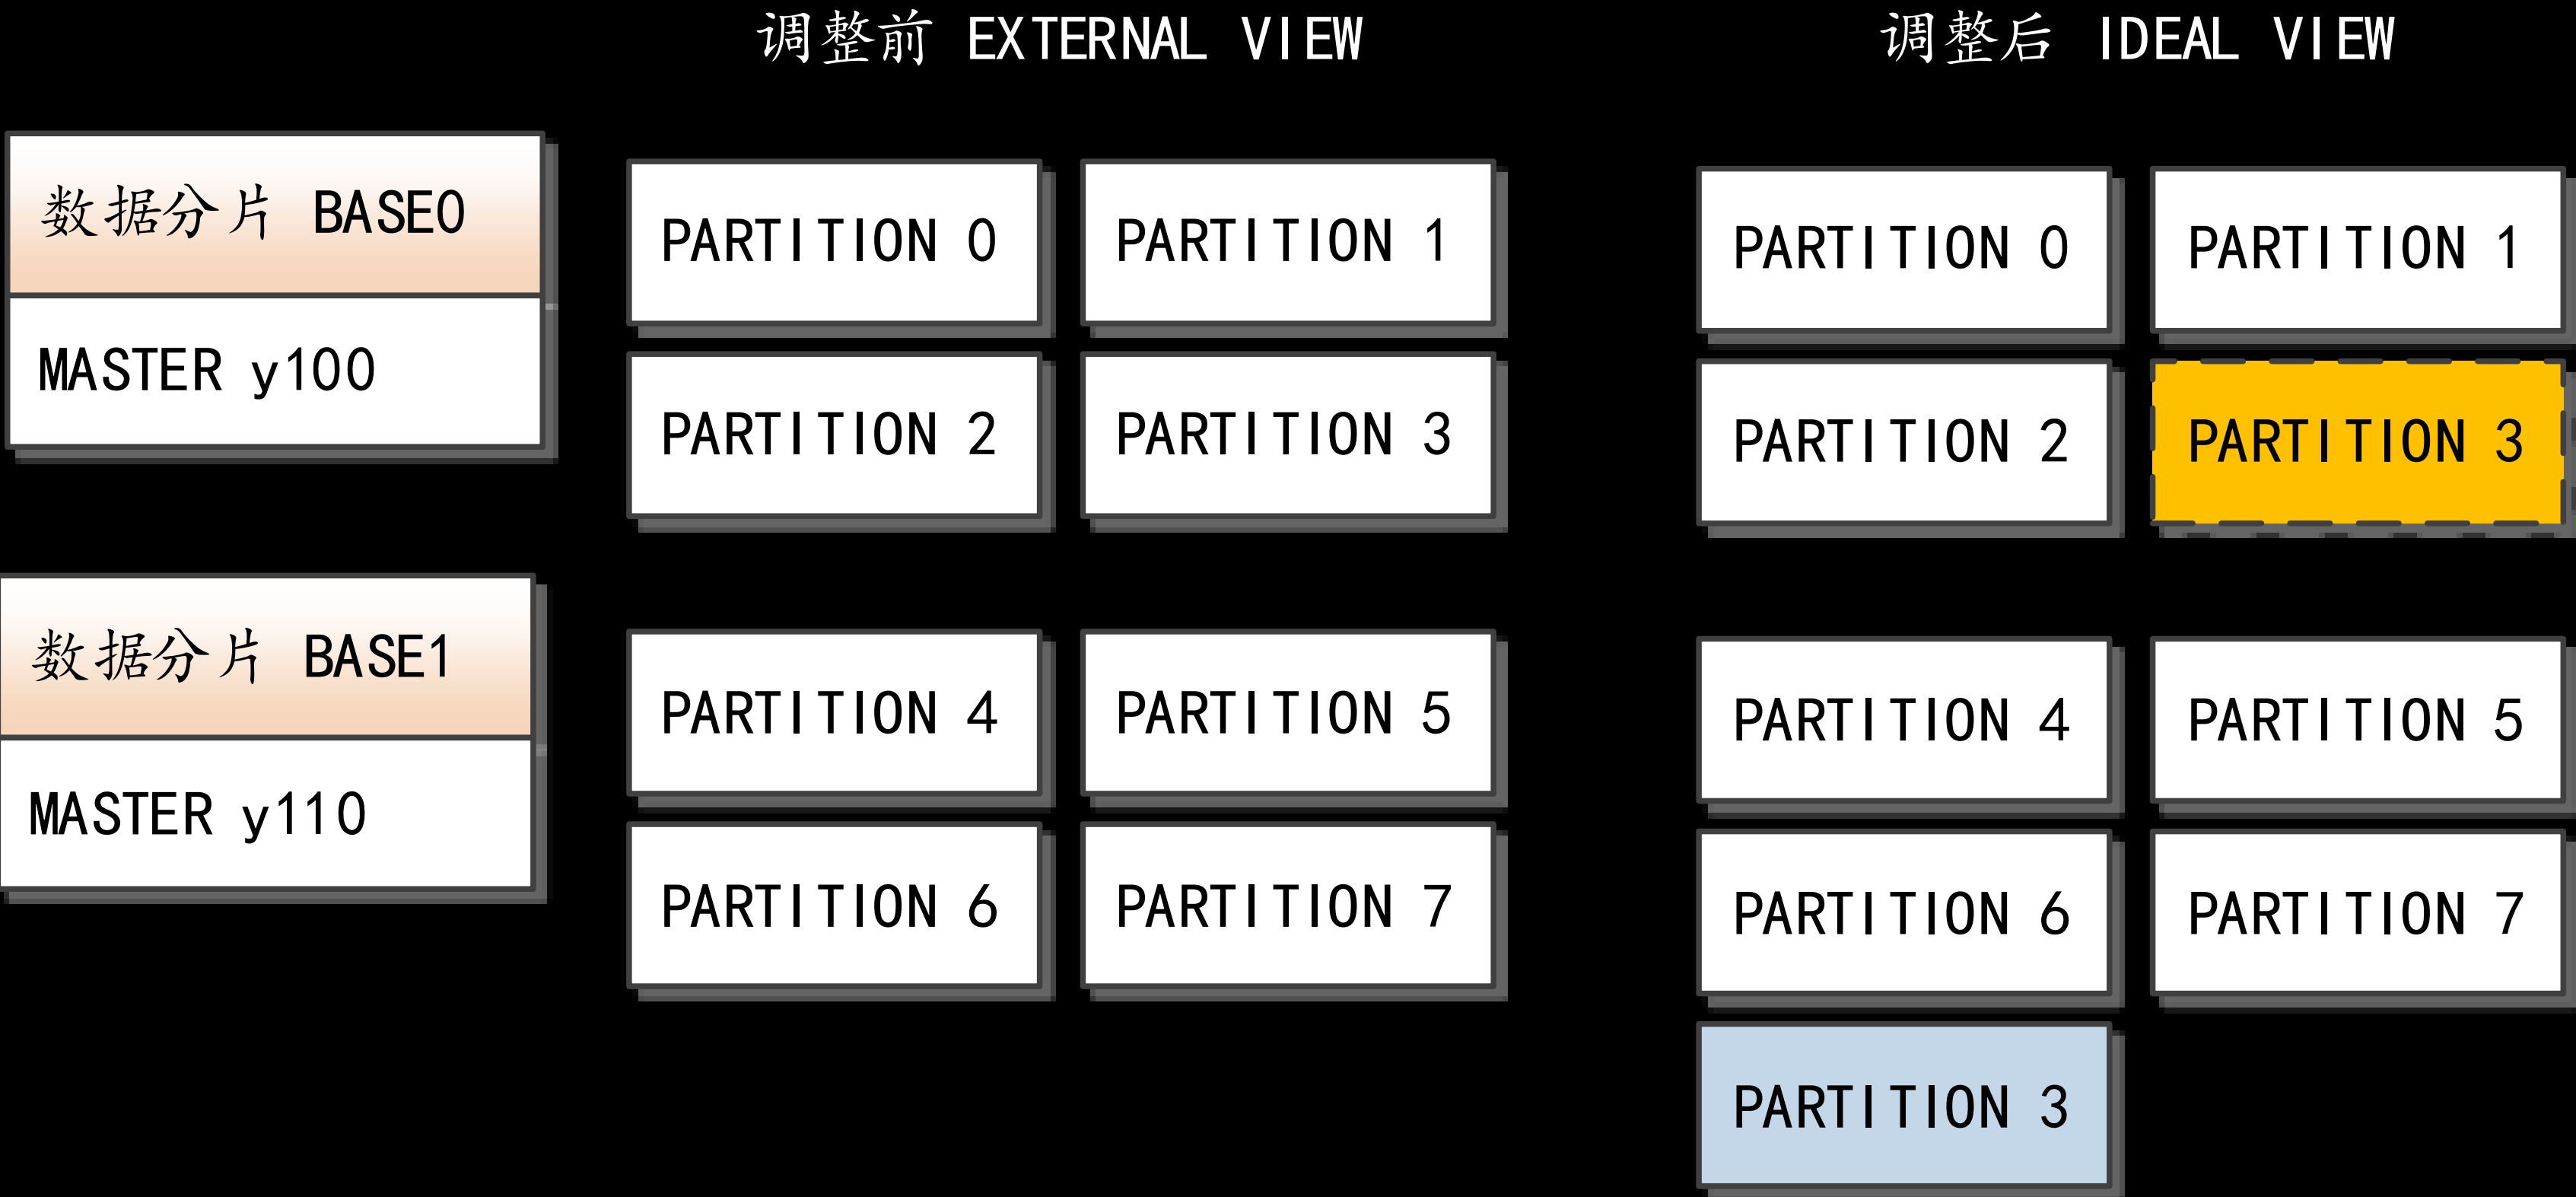 调整前 EXTERNAL VIEW
调整后 IDEAL VIEW
数据分片 BASE0
MASTER y100
PARTITION 0
PARTITION 1
PARTITION 2
PARTITION 3
PARTITION 0
PARTITION 1
PARTITION 2
PARTITION 3
数据分片 BASE1
MASTER y110
PARTITION 4
PARTITION 5
PARTITION 6
PARTITION 7
PARTITION 4
PARTITION 5
PARTITION 6
PARTITION 7
PARTITION 3